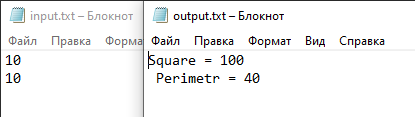 input.txt – Блокнот
Файл Правка Формат
10
10
output.txt – Блокнот
Файл Правка Формат Вид Справка
Square = 100
Perimetr = 40